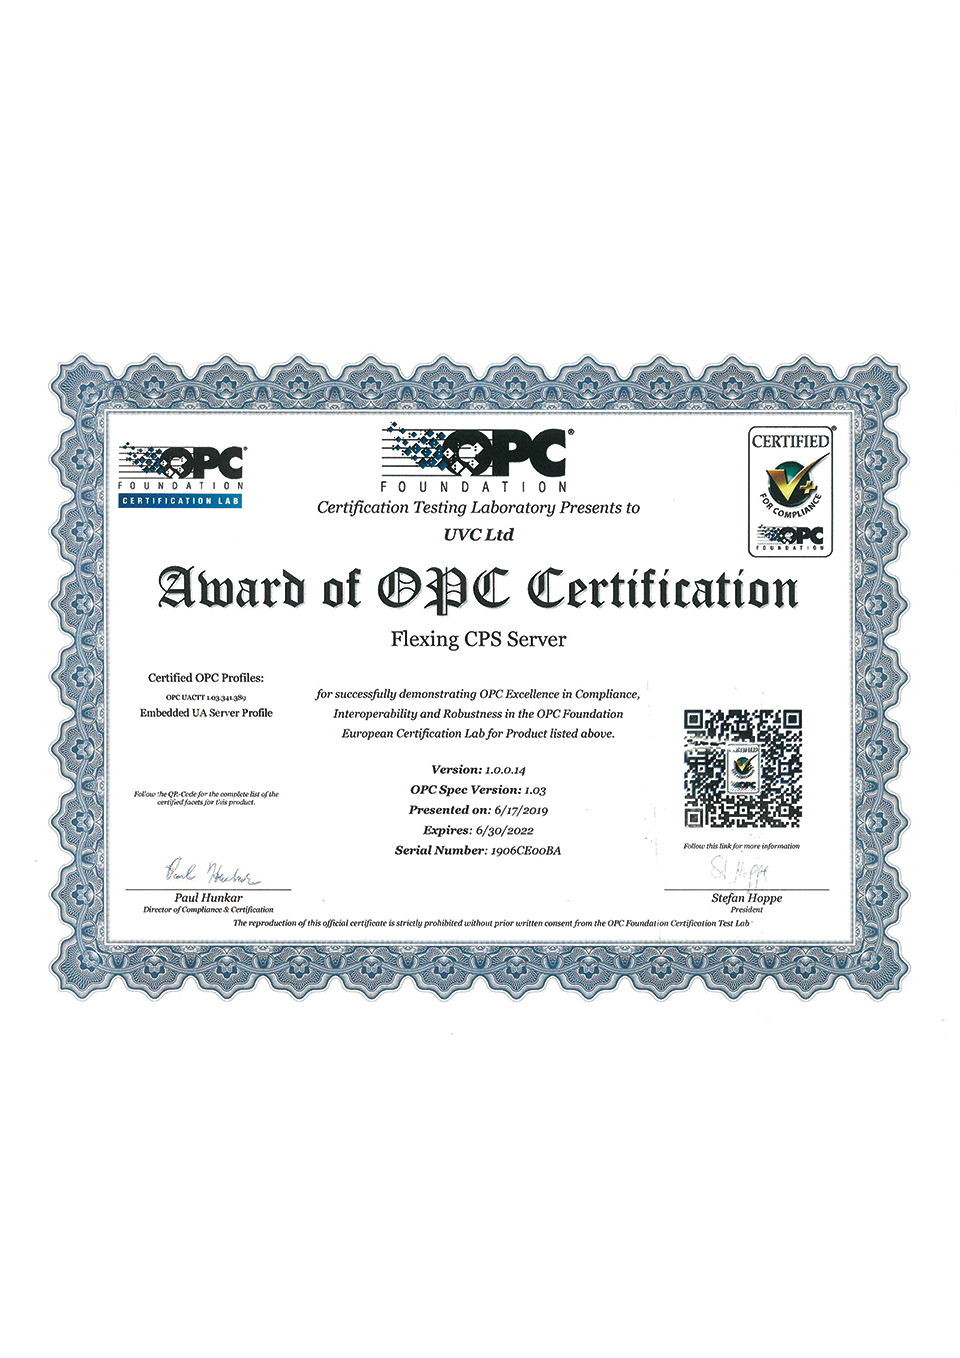 OPC
FOUNDATION
CERTIFICATION LAB
OPC®
FOUNDATION
CERTIFIED®
V+
FOR COMPLIANCE
OPC
FOUNDATION
Certification Testing Laboratory Presents to
UVC Ltd
Award of OPC Certification
Flexing CPS Server
Certified OPC Profiles:
OPC UACTT 1.03.341.389
Embedded UA Server Profile
Follow the QR-Code for the complete list of the
certified facets for this product.
for successfully demonstrating OPC Excellence in Compliance,
Interoperability and Robustness in the OPC Foundation
European Certification Lab for Product listed above.
Version: 1.0.0.14
OPC Spec Version: 1.03
Presented on: 6/17/2019
Expires: 6/30/2022
Serial Number: 1906CE00BA
CERTIFIED
OPC
Follow this link for more information
Paul Hunkar
Paul Hunkar
Director of Compliance & Certification
St Hoppe
Stefan Hoppe
President
The reproduction of this official certificate is strictly prohibited without prior written consent from the OPC Foundation Certification Test Lab